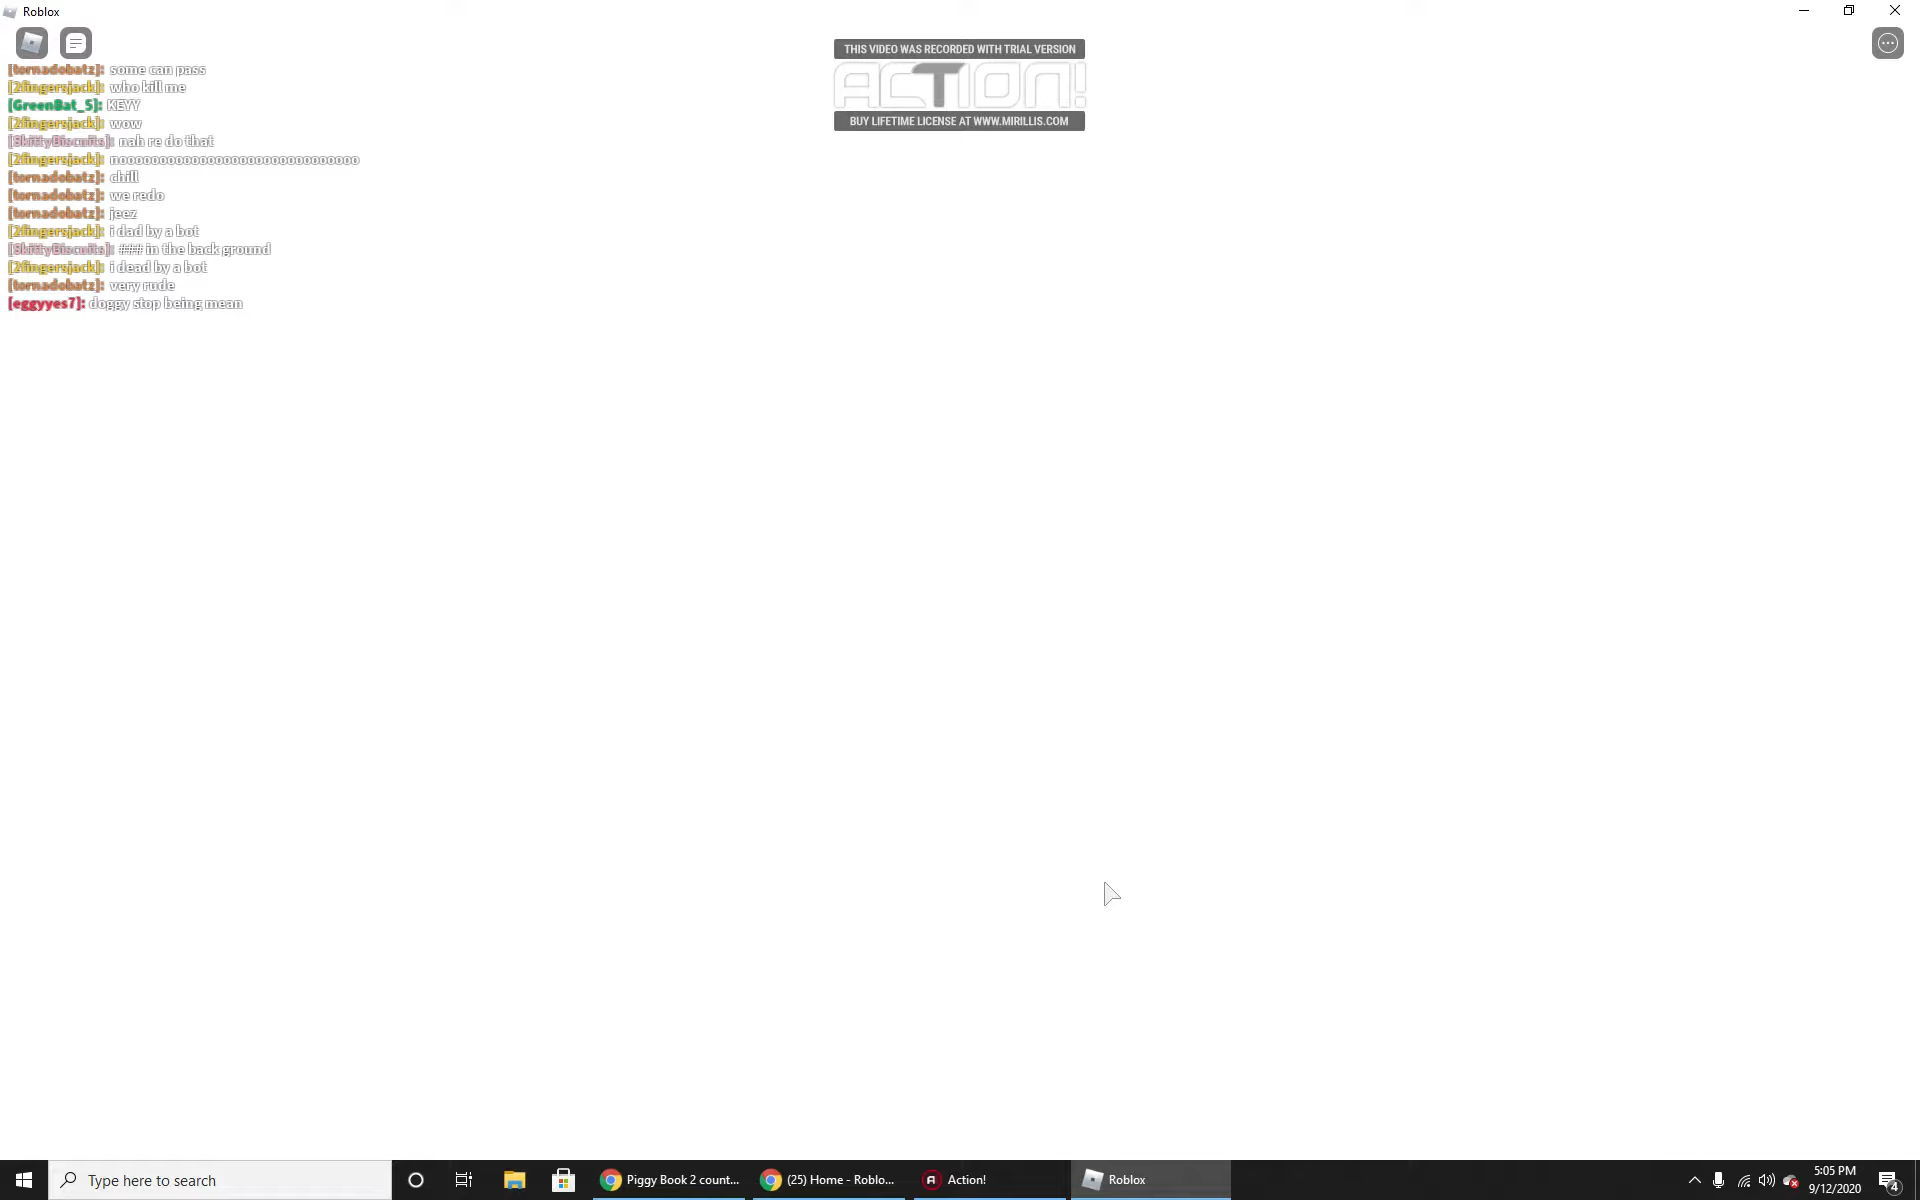 Roblox
THIS VIDEO WAS RECORDED WITH TRIAL VERSION
ACTION!
BUY LIFETIME LICENSE AT WWW.MIRILLIS.COM
[tornadobatz]: some can pass
[2fingersjack]: who kill me
[GreenBat_5]: KEYY
[2fingersjack]: wow
[SkittyBiscuits]: nah re do that
[2fingersjack]: noooooooooooooooooooooooooooooo
[tornadobatz]: chill
[tornadobatz]: we redo
[tornadobatz]: jeez
[2fingersjack]: i dad by a bot
[SkittyBiscuits]: ### in the back ground
[2fingersjack]: i dead by a bot
[tornadobatz]: very rude
[eggyyes7]: doggy stop being mean
Type here to search
Piggy Book 2 count...
(25) Home - Roblo...
Action!
Roblox
5:05 PM
9/12/2020
4